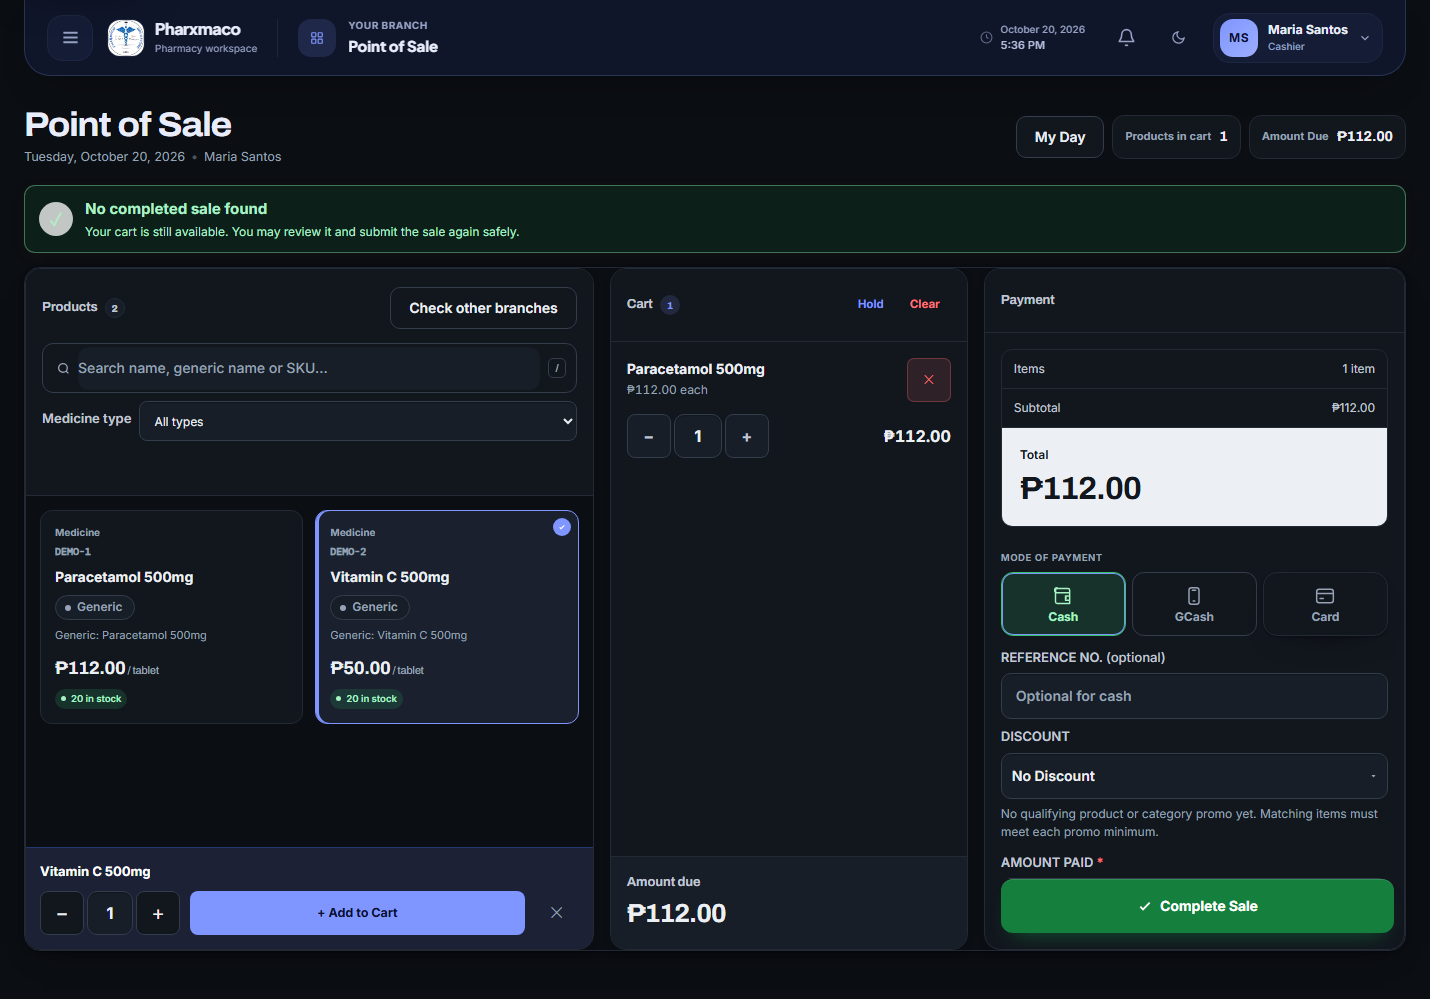 Pharxmaco
Pharmacy workspace
YOUR BRANCH
Point of Sale
October 20, 2026
5:36 PM
MS
Maria Santos
Cashier
Point of Sale
Tuesday, October 20, 2026 • Maria Santos
My Day
Products in cart 1
Amount Due ₱112.00
No completed sale found
Your cart is still available. You may review it and submit the sale again safely.
Products 2
Check other branches
Search name, generic name or SKU...
/
Medicine type
All types
Medicine
DEMO-1
Paracetamol 500mg
Generic
Generic: Paracetamol 500mg
₱112.00 / tablet
20 in stock
Medicine
DEMO-2
Vitamin C 500mg
Generic
Generic: Vitamin C 500mg
₱50.00 / tablet
20 in stock
Vitamin C 500mg
− 1 +
+ Add to Cart
Cart 1
Hold
Clear
Paracetamol 500mg
₱112.00 each
− 1 +
₱112.00
Amount due
₱112.00
Payment
Items 1 item
Subtotal ₱112.00
Total
₱112.00
MODE OF PAYMENT
Cash
GCash
Card
REFERENCE NO. (optional)
Optional for cash
DISCOUNT
No Discount
No qualifying product or category promo yet. Matching items must
meet each promo minimum.
AMOUNT PAID *
Complete Sale